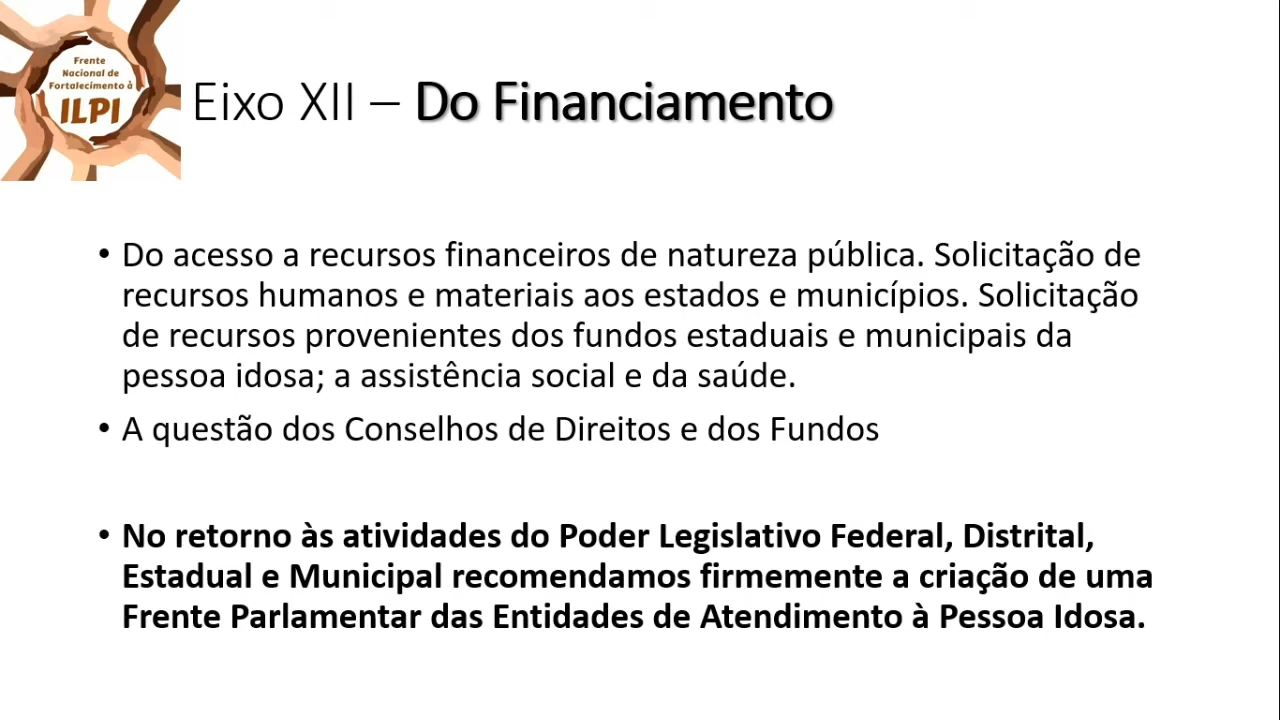 Frente
Nacional de
Fortalecimento à
ILPI
Eixo XII – Do Financiamento
• Do acesso a recursos financeiros de natureza pública. Solicitação de
recursos humanos e materiais aos estados e municípios. Solicitação
de recursos provenientes dos fundos estaduais e municipais da
pessoa idosa; a assistência social e da saúde.
• A questão dos Conselhos de Direitos e dos Fundos
• No retorno às atividades do Poder Legislativo Federal, Distrital,
Estadual e Municipal recomendamos firmemente a criação de uma
Frente Parlamentar das Entidades de Atendimento à Pessoa Idosa.